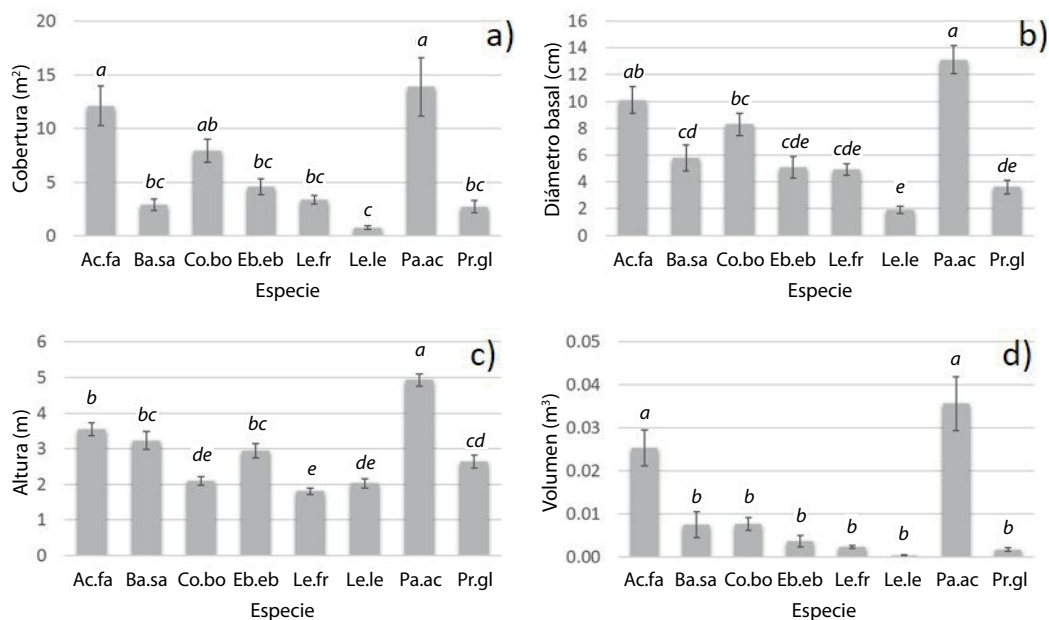 a)
Cobertura (m²)
20
15
10
5
0
a
bc
ab
bc
bc
c
a
bc
Ac.fa Ba.sa Co.bo Eb.eb Le.fr Le.le Pa.ac Pr.gl
Especie
b)
Diámetro basal (cm)
16
14
12
10
8
6
4
2
0
ab
cd
bc
cde
cde
e
a
de
Ac.fa Ba.sa Co.bo Eb.eb Le.fr Le.le Pa.ac Pr.gl
Especie
c)
Altura (m)
6
5
4
3
2
1
0
b
bc
de
bc
e
de
a
cd
Ac.fa Ba.sa Co.bo Eb.eb Le.fr Le.le Pa.ac Pr.gl
Especie
d)
Volumen (m³)
0.05
0.04
0.03
0.02
0.01
0.00
a
b
b
b
b
b
a
b
Ac.fa Ba.sa Co.bo Eb.eb Le.fr Le.le Pa.ac Pr.gl
Especie